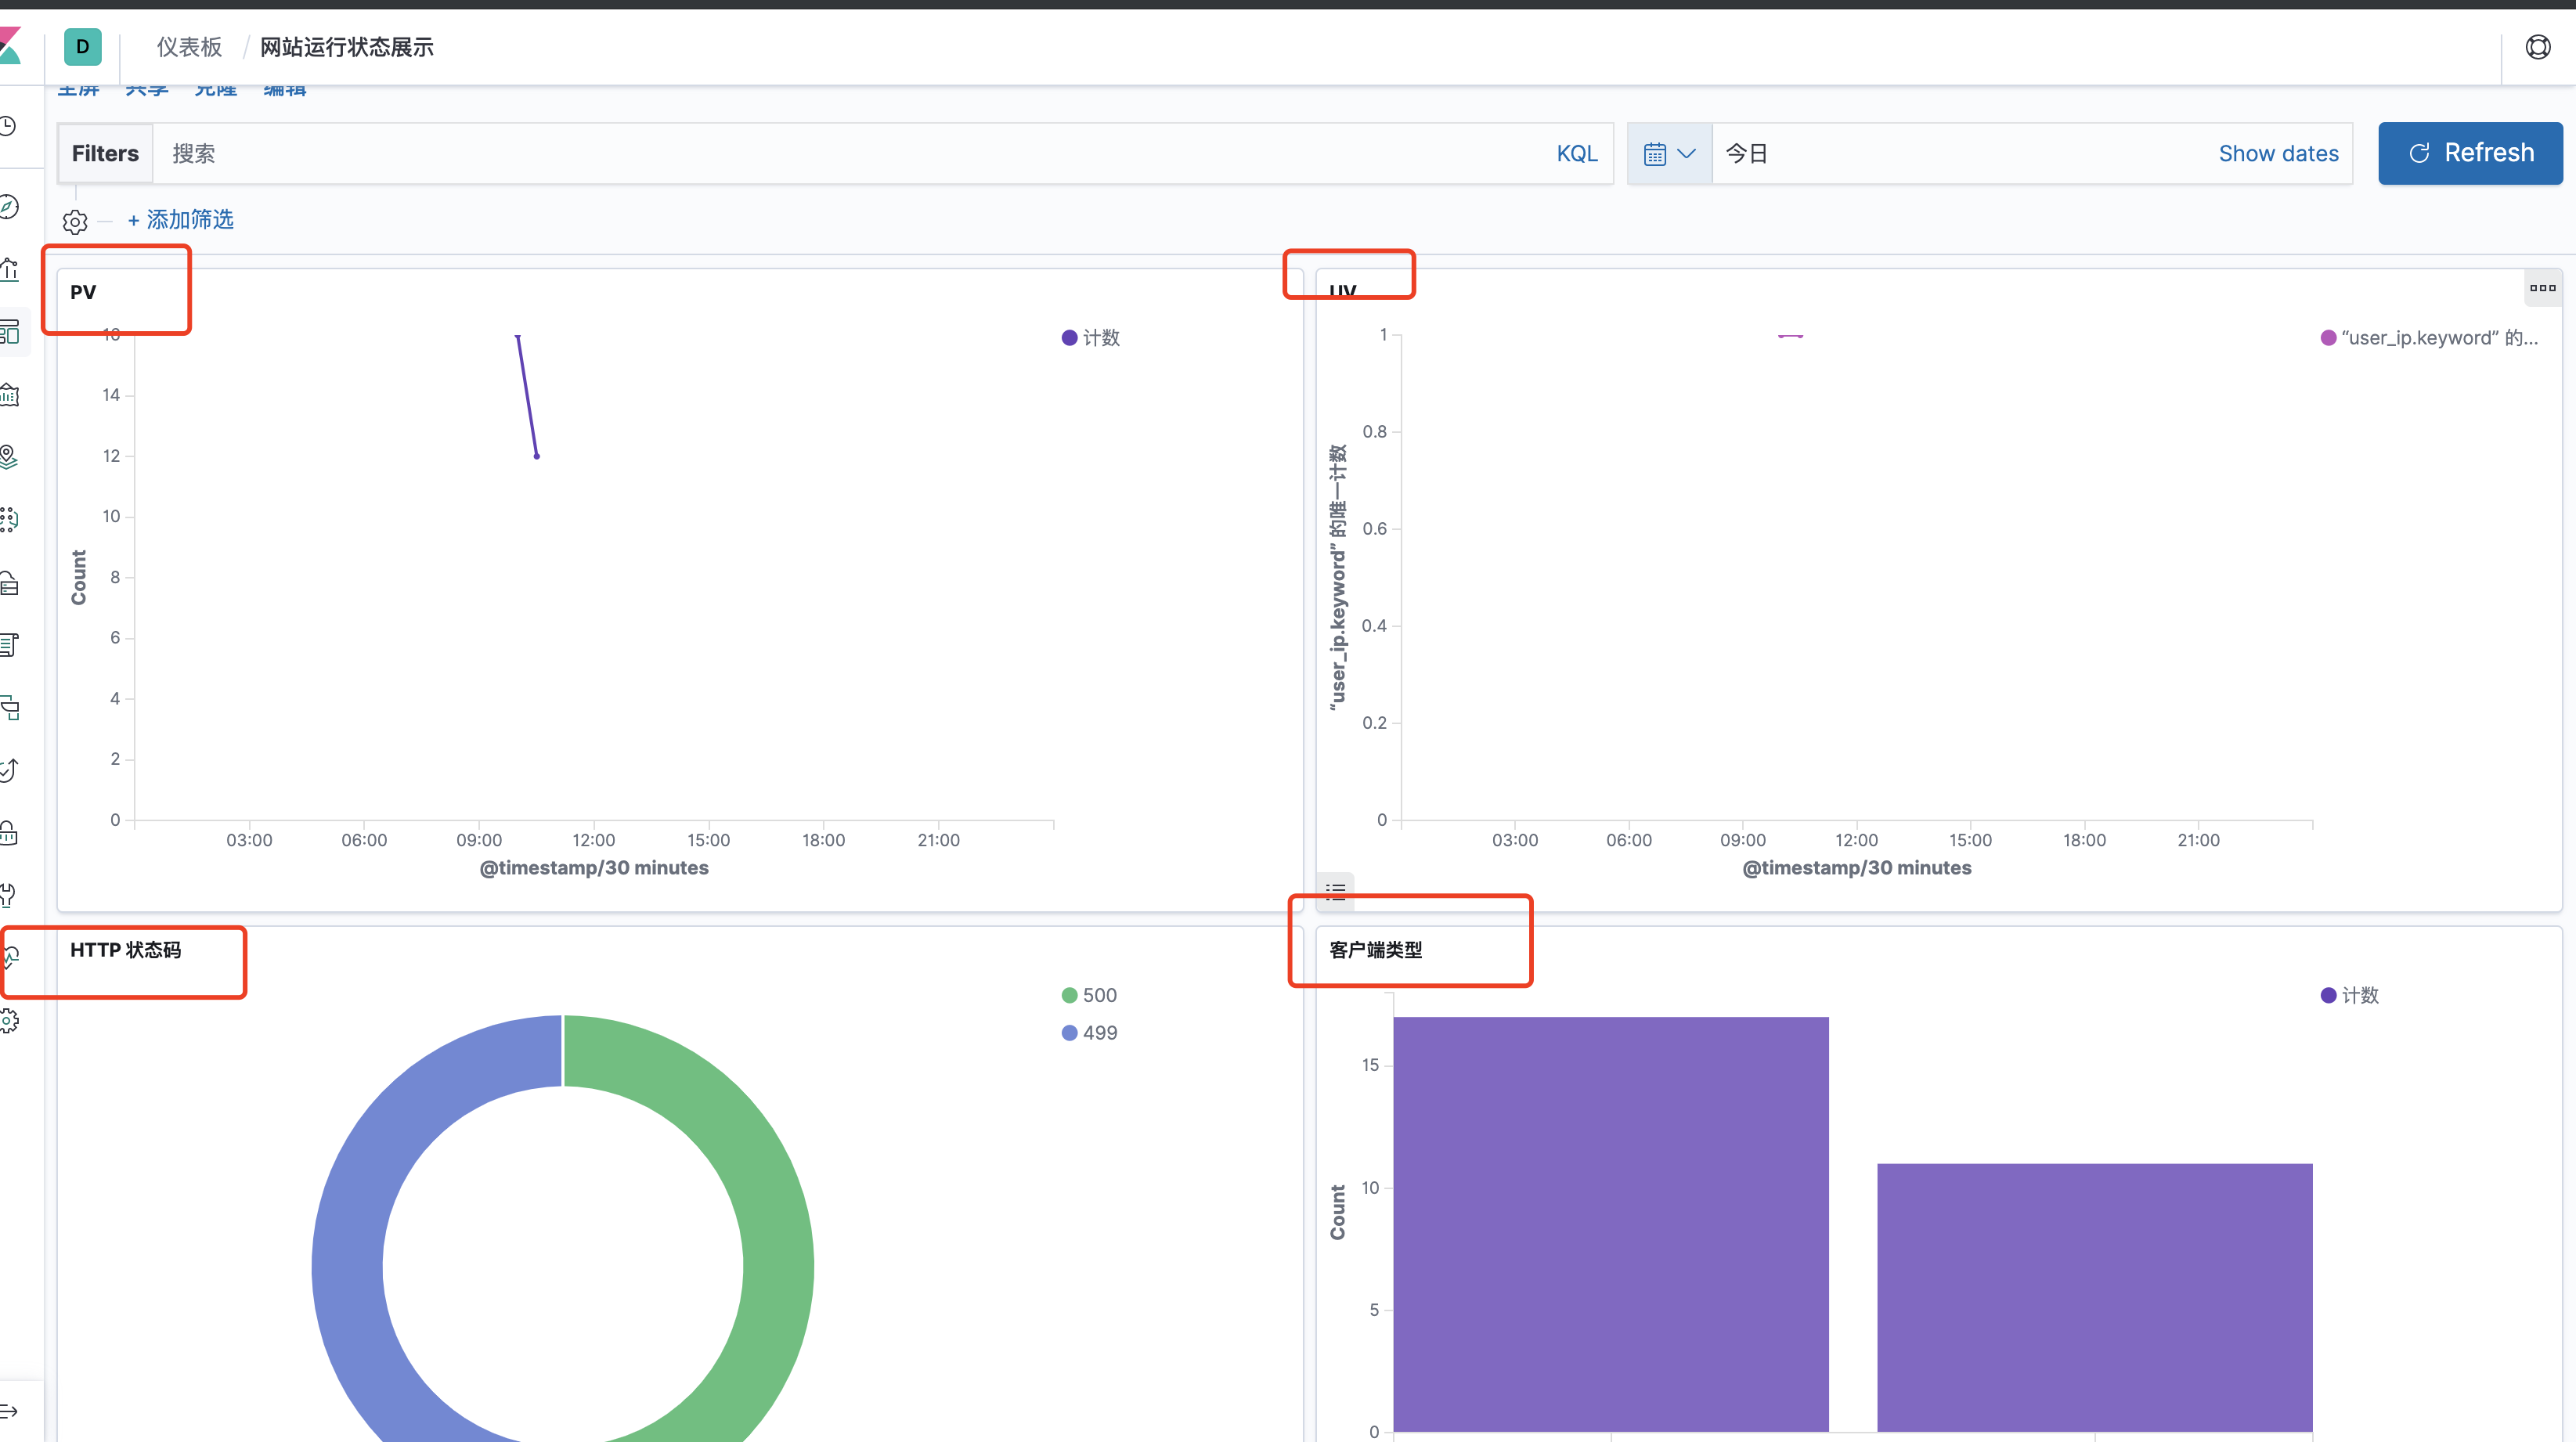 D
仪表板 / 网站运行状态展示
全屏 共享 克隆 编辑
Filters 搜索 KQL
今日 Show dates
Refresh
+ 添加筛选
PV
计数
16
14
12
10
8
6
4
2
0
Count
03:00 06:00 09:00 12:00 15:00 18:00 21:00
@timestamp/30 minutes
UV
“user_ip.keyword” 的...
1
0.8
0.6
0.4
0.2
0
“user_ip.keyword” 的唯一计数
03:00 06:00 09:00 12:00 15:00 18:00 21:00
@timestamp/30 minutes
HTTP 状态码
500
499
客户端类型
计数
15
10
5
0
Count